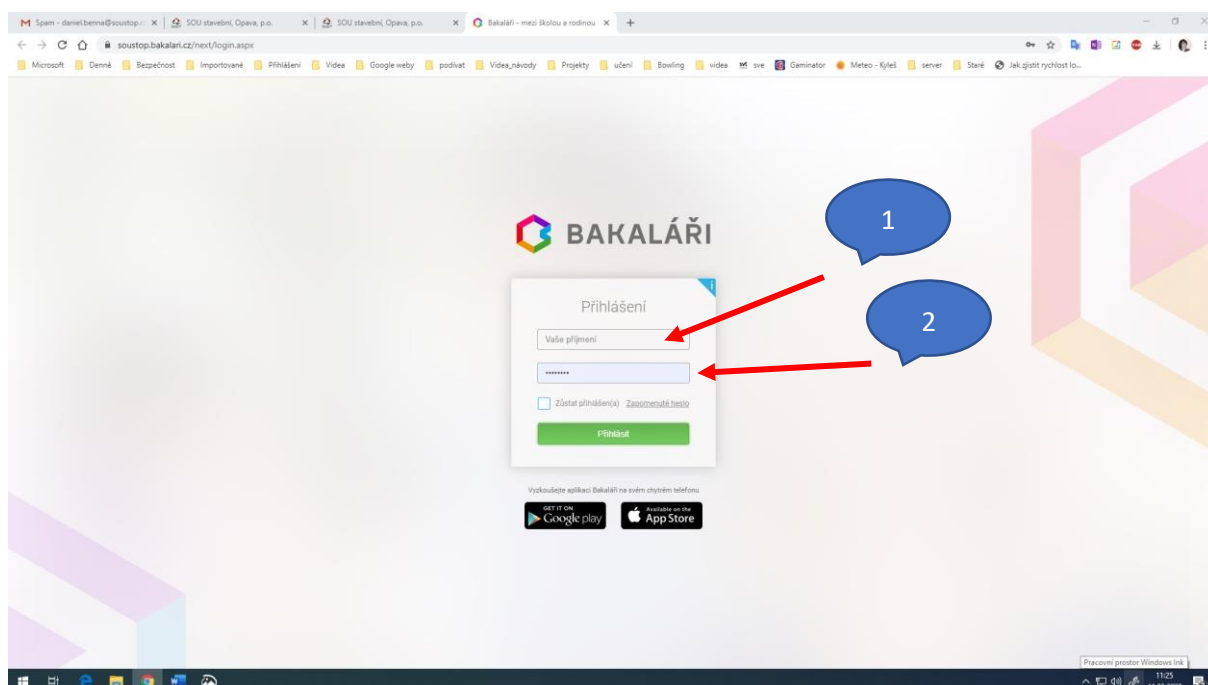 Spam - daniel.benna@soustop.c
SOU stavební, Opava, p.o.
SOU stavební, Opava, p.o.
Bakaláři - mezi školou a rodinou
soustop.bakalari.cz/next/login.aspx
Microsoft Denně Bezpečnost Importované Přihlášení Videa Google weby podívat Videa_návody Projekty učení Bowling videa sve Gaminator Meteo - Kyleš server Staré Jak zjistit rychlost lo...
BAKALÁŘI
1
Přihlášení
2
Vaše příjmení
Zůstat přihlášen(a) Zapomenuté heslo
Přihlásit
Vyzkoušejte aplikaci Bakaláři na svém chytrém telefonu
GET IT ON
Google play
Available on the
App Store
Pracovní prostor Windows Ink
11:25